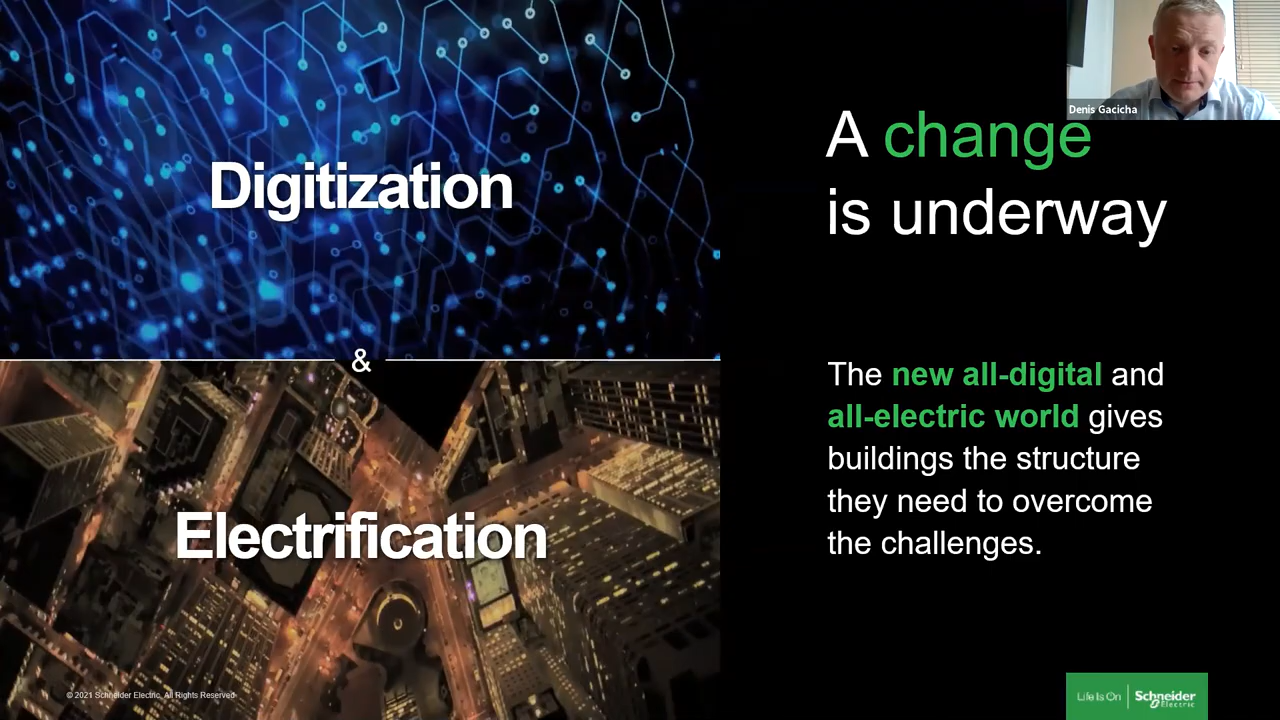 Digitization
&
Electrification
© 2021 Schneider Electric, All Rights Reserved
Denis Gacicha
A change
is underway
The new all-digital and
all-electric world gives
buildings the structure
they need to overcome
the challenges.
Life Is On
Schneider
Electric